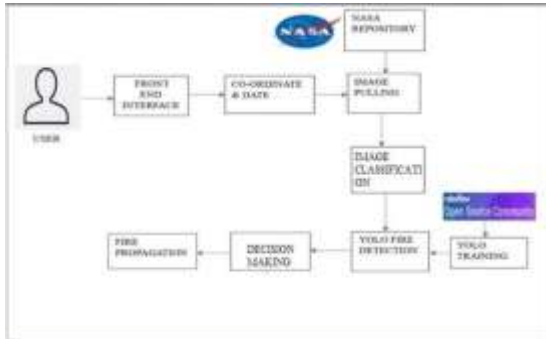 NASA
NASA
REPOSITORY
FRONT
END
INTERFACE
CO-ORDINATE
& DATE
IMAGE
PULLING
USER
IMAGE
CLASSIFICATI
ON
Open Source Community
FIRE
PROPAGATION
DECISION
MAKING
YOLO FIRE
DETECTION
YOLO
TRAINING